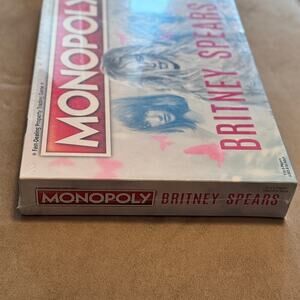 MONOPOLY
BRITNEY SPEARS
Fast-Dealing Property Trading Game
MONOPOLY BRITNEY SPEARS